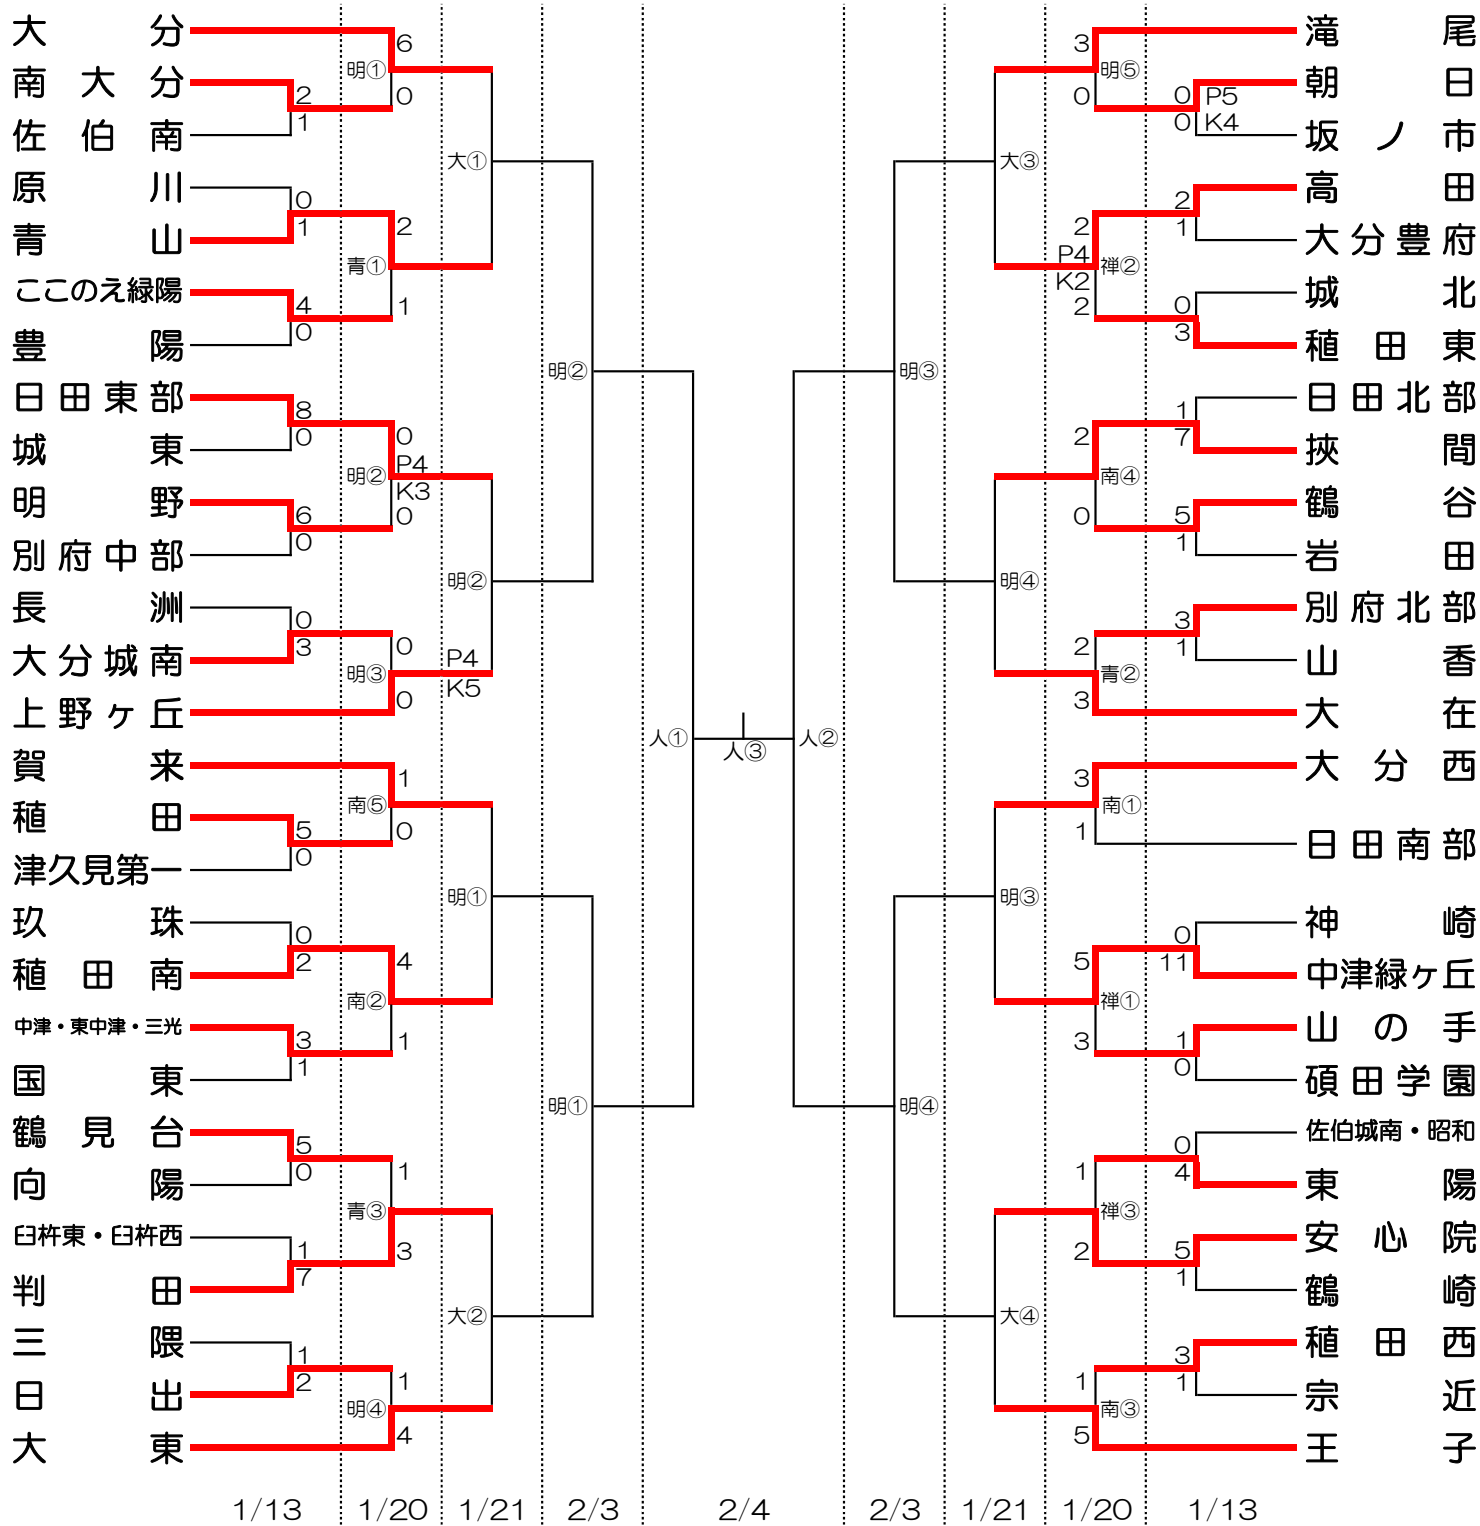 大分
南大分
佐伯南
原川
青山
ここのえ緑陽
豊陽
日田東部
城東
明野
別府中部
長洲
大分城南
上野ヶ丘
賀来
稙田
津久見第一
玖珠
稙田南
中津・東中津・三光
国東
鶴見台
向陽
臼杵東・臼杵西
判田
三隈
日出
大東
2
1
0
1
4
0
8
0
6
0
0
3
5
0
0
2
3
1
5
0
1
7
1
2
6
明①
0
2
青①
1
0
P4
明②
K3
0
0
明③
0
1
南⑤
0
4
南②
1
1
青③
3
1
明④
4
大①
明②
P4
K5
明①
大②
明②
明①
人①
人③
人②
明③
明④
大③
明④
明③
大④
3
明⑤
0
2
P4
禅②
K2
2
2
南④
0
2
青②
3
3
南①
1
5
禅①
3
1
禅③
2
1
南③
5
0 P5
0 K4
2
1
0
3
1
7
5
1
3
1
0
11
1
0
0
4
5
1
3
1
滝尾
朝日
坂ノ市
高田
大分豊府
城北
稙田東
日田北部
挾間
鶴谷
岩田
別府北部
山香
大在
大分西
日田南部
神崎
中津緑ヶ丘
山の手
碩田学園
佐伯城南・昭和
東陽
安心院
鶴崎
稙田西
宗近
王子
1/13 1/20 1/21 2/3 2/4 2/3 1/21 1/20 1/13